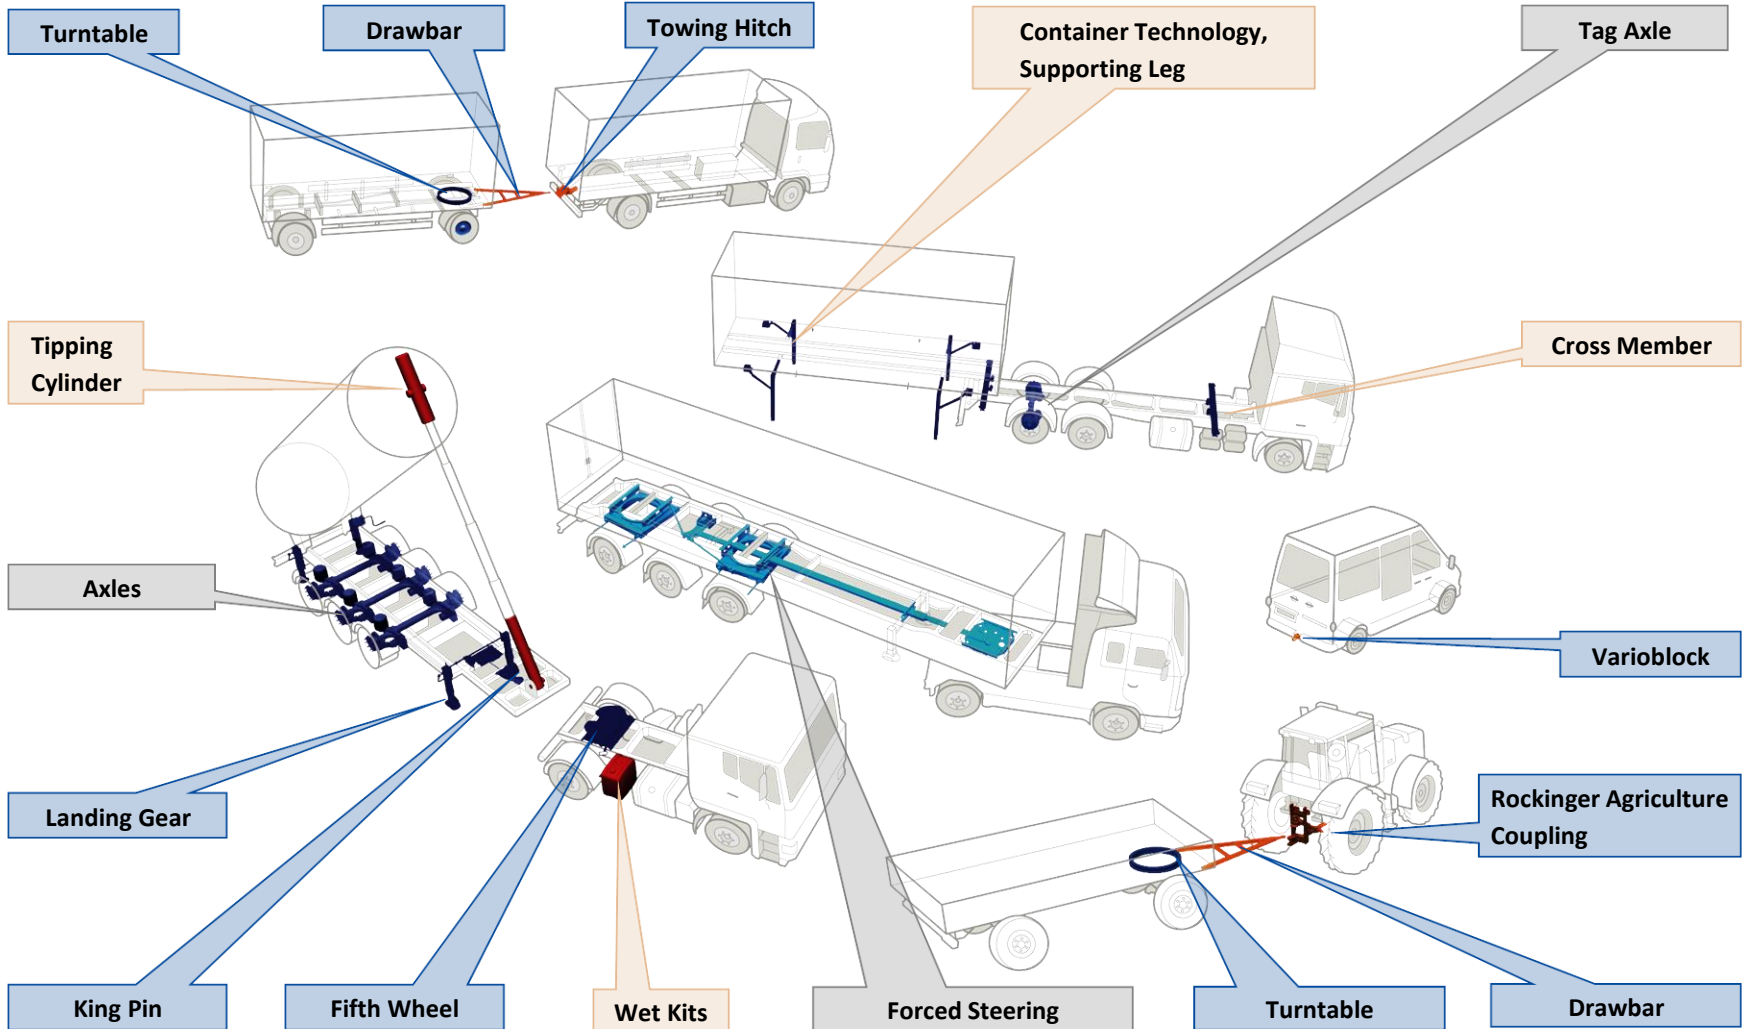 Turntable
Drawbar
Towing Hitch
Container Technology,
Supporting Leg
Tag Axle
Tipping
Cylinder
Cross Member
Axles
Varioblock
Landing Gear
Rockinger Agriculture
Coupling
King Pin
Fifth Wheel
Wet Kits
Forced Steering
Turntable
Drawbar